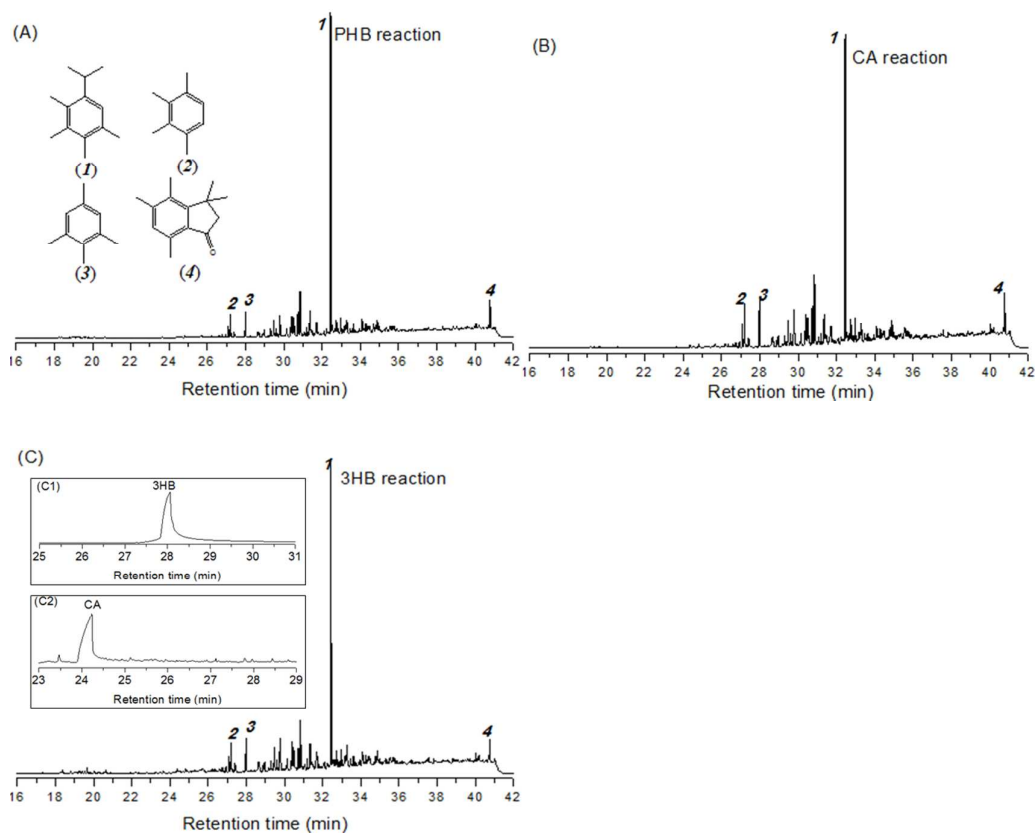 (A)
PHB reaction
1
(1)
(2)
(3)
(4)
O
2
3
4
16 18 20 22 24 26 28 30 32 34 36 38 40 42
Retention time (min)
(B)
CA reaction
1
2
3
4
16 18 20 22 24 26 28 30 32 34 36 38 40 42
Retention time (min)
(C)
3HB reaction
1
(C1)
3HB
25 26 27 28 29 30 31
Retention time (min)
(C2)
CA
23 24 25 26 27 28 29
Retention time (min)
2
3
4
16 18 20 22 24 26 28 30 32 34 36 38 40 42
Retention time (min)